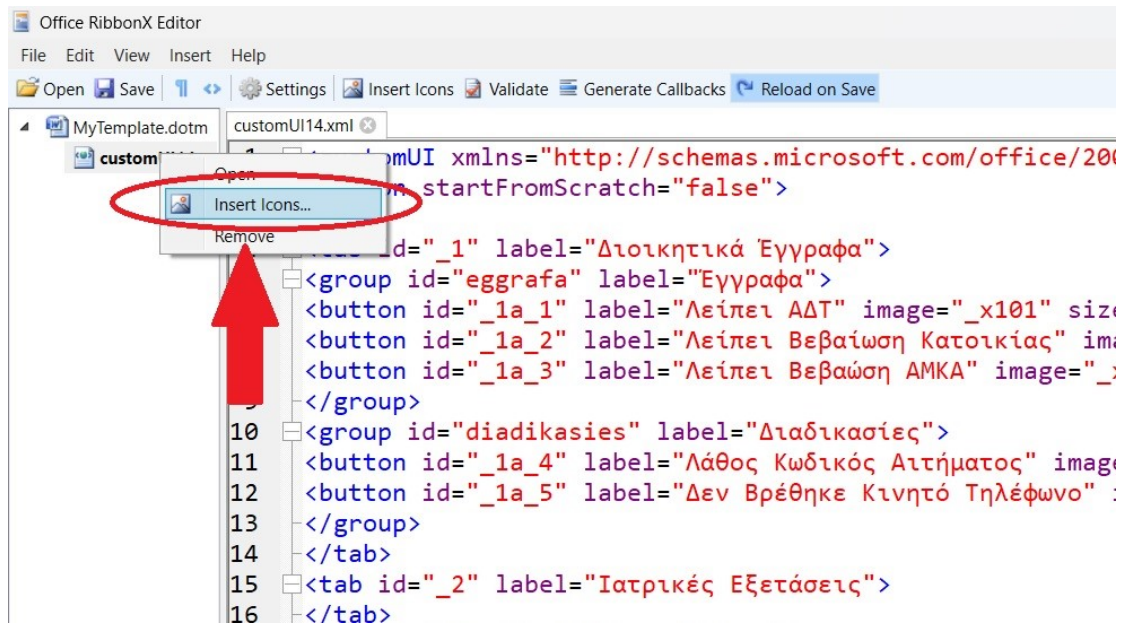 Office RibbonX Editor
File Edit View Insert Help
Open Save Settings Insert Icons Validate Generate Callbacks Reload on Save
MyTemplate.dotm customUI14.xml
custom omUI xmlns="http://schemas.microsoft.com/office/200
Open startFromScratch="false">
Insert Icons...
Remove
id="_1" label="Διοικητικά Έγγραφα">
<group id="eggrafa" label="Έγγραφα">
<button id="_1a_1" label="Λείπει ΑΔΤ" image="_x101" size
<button id="_1a_2" label="Λείπει Βεβαίωση Κατοικίας" ima
<button id="_1a_3" label="Λείπει Βεβαώση ΑΜΚΑ" image="_
</group>
10 <group id="diadikasies" label="Διαδικασίες">
11 <button id="_1a_4" label="Λάθος Κωδικός Αιτήματος" image
12 <button id="_1a_5" label="Δεν Βρέθηκε Κινητό Τηλέφωνο"
13 </group>
14 </tab>
15 <tab id="_2" label="Ιατρικές Εξετάσεις">
16 </tab>